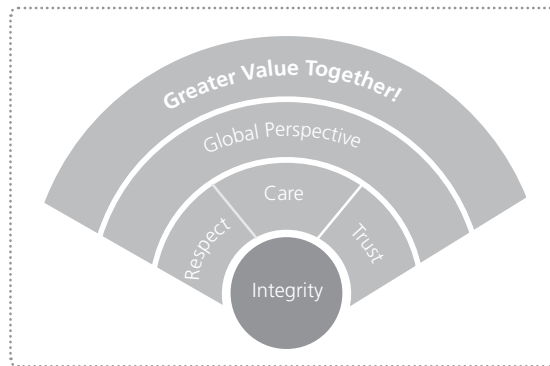 Greater Value Together!
Global Perspective
Care
Respect
Trust
Integrity